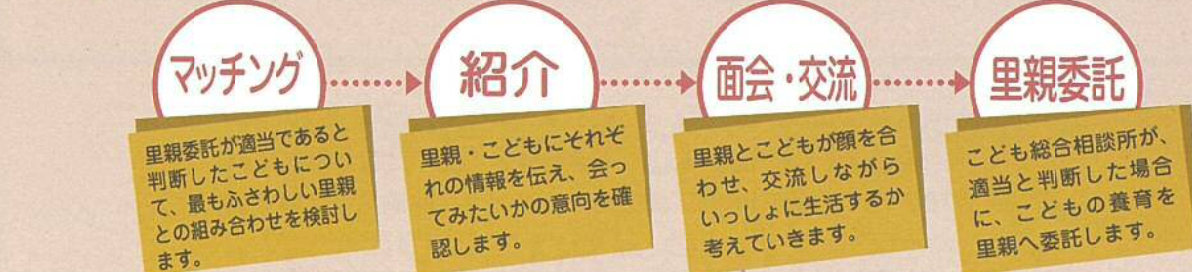 マッチング
里親委託が適当であると
判断したこどもについ
て、最もふさわしい里親
との組み合わせを検討し
ます。
紹介
里親・こどもにそれぞ
れの情報を伝え、会っ
てみたいかの意向を確
認します。
面会・交流
里親とこどもが顔を合
わせ、交流しながら
いっしょに生活するか
考えていきます。
里親委託
こども総合相談所が、
適当と判断した場合
に、こどもの養育を
里親へ委託します。